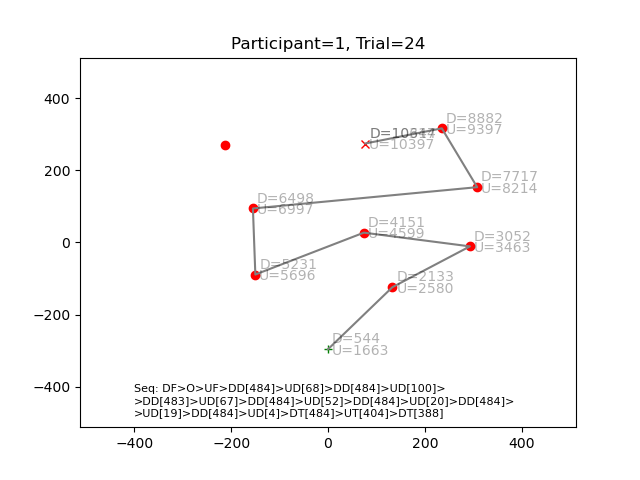 Participant=1, Trial=24
400
200
0
−200
−400
−400
−200
0
200
400
D=8882
U=9397
U=10397
D=7717
U=8214
D=6498
U=6997
D=4151
U=4599
D=3052
U=3463
D=5231
U=5696
D=2133
U=2580
D=544
U=1663
Seq: DF>O>UF>DD[484]>UD[68]>DD[484]>UD[100]>
>DD[483]>UD[67]>DD[484]>UD[52]>DD[484]>UD[20]>DD[484]>
>UD[19]>DD[484]>UD[4]>DT[484]>UT[404]>DT[388]